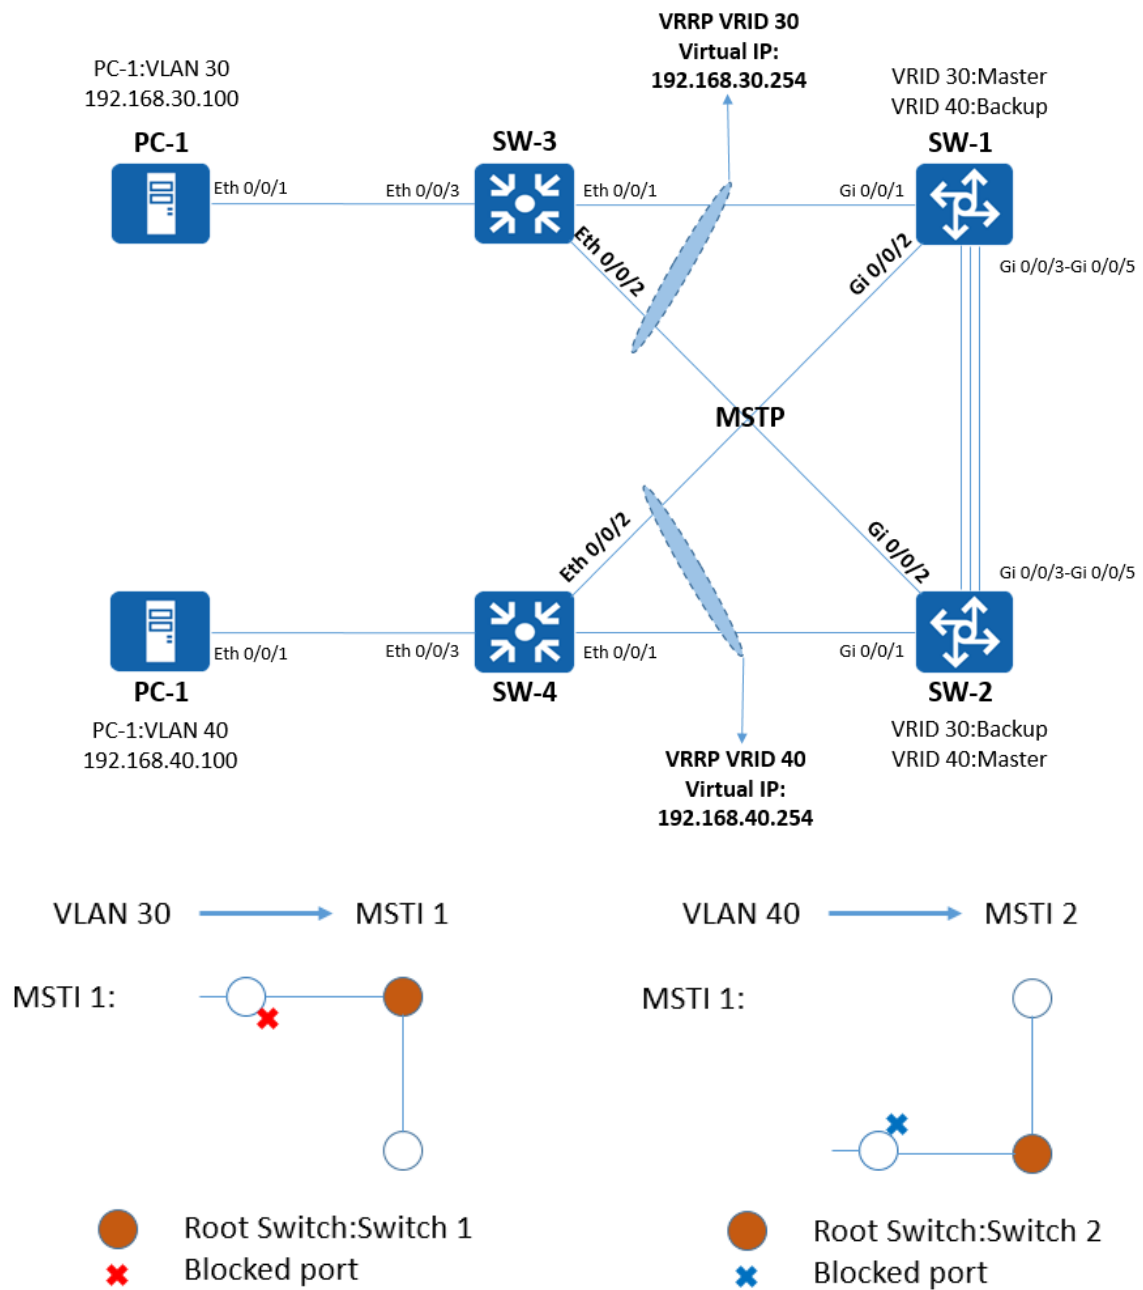 VRRP VRID 30
Virtual IP:
192.168.30.254
PC-1:VLAN 30
192.168.30.100
VRID 30:Master
VRID 40:Backup
PC-1
SW-3
SW-1
Eth 0/0/1
Eth 0/0/3
Eth 0/0/1
Gi 0/0/1
Eth 0/0/2
Gi 0/0/2
Gi 0/0/3-Gi 0/0/5
MSTP
Eth 0/0/2
Gi 0/0/2
Gi 0/0/3-Gi 0/0/5
Eth 0/0/1
Eth 0/0/3
Eth 0/0/1
Gi 0/0/1
PC-1
SW-4
SW-2
PC-1:VLAN 40
192.168.40.100
VRID 30:Backup
VRID 40:Master
VRRP VRID 40
Virtual IP:
192.168.40.254
VLAN 30
MSTI 1
VLAN 40
MSTI 2
MSTI 1:
MSTI 1:
Root Switch:Switch 1
Blocked port
Root Switch:Switch 2
Blocked port